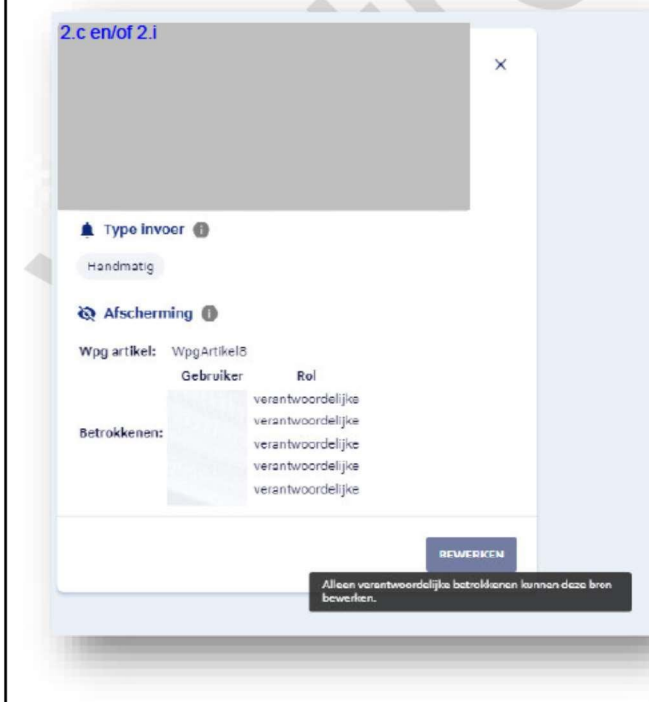 2.c en/of 2.i
Type invoer
Handmatig
Afscherming
Wpg artikel: WpgArtikel8
Gebruiker Rol
verantwoordelijke
verantwoordelijke
Betrokkenen: verantwoordelijke
verantwoordelijke
verantwoordelijke
BEWERKEN
Alleen verantwoordelijke betrokkenen kunnen deze bron
bewerken.